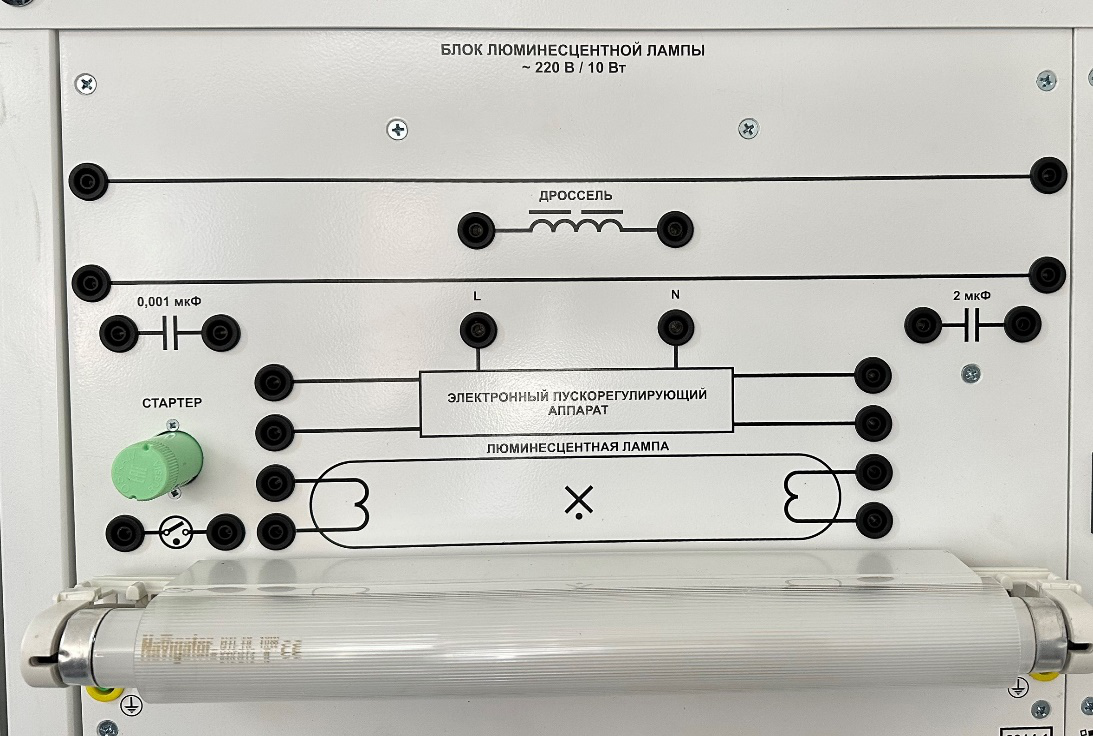 БЛОК ЛЮМИНЕСЦЕНТНОЙ ЛАМПЫ
~ 220 В / 10 Вт
ДРОССЕЛЬ
0,001 мкФ
L
N
2 мкФ
ЭЛЕКТРОННЫЙ ПУСКОРЕГУЛИРУЮЩИЙ
АППАРАТ
СТАРТЕР
ЛЮМИНЕСЦЕНТНАЯ ЛАМПА
Navigator